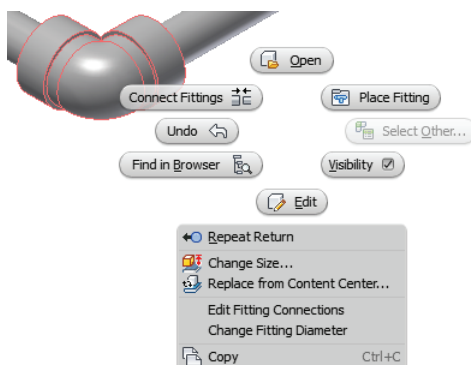 Open
Connect Fittings
Place Fitting
Undo
Select Other...
Find in Browser
Visibility
Edit
Repeat Return
Change Size...
Replace from Content Center...
Edit Fitting Connections
Change Fitting Diameter
Copy Ctrl+C